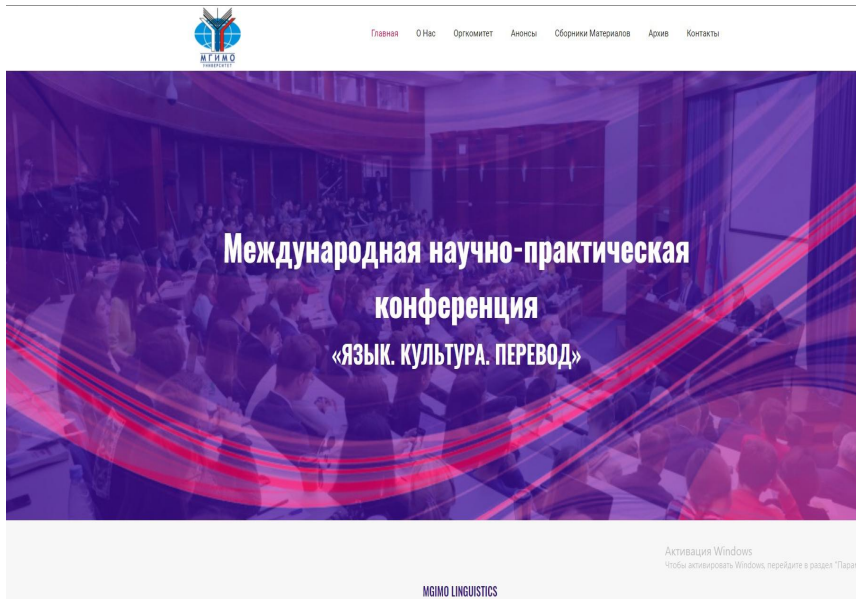 МГИМО
УНИВЕРСИТЕТ
Главная О Нас Оргкомитет Анонсы Сборники Материалов Архив Контакты
Международная научно-практическая
конференция
«ЯЗЫК. КУЛЬТУРА. ПЕРЕВОД»
Активация Windows
Чтобы активировать Windows, перейдите в раздел "Пара
MGIMO LINGUISTICS